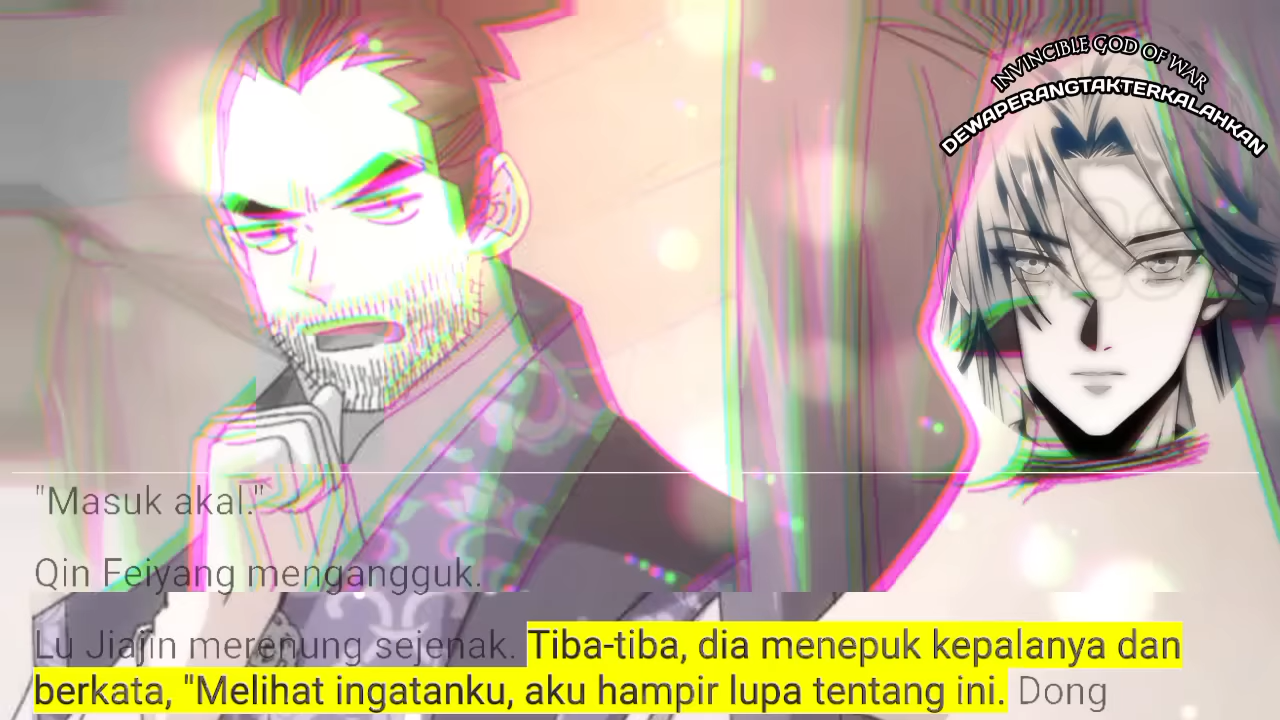 INVINCIBLE GOD OF WAR
DEWAPERANGTAKTERKALAHKAN
"Masuk akal."
Qin Feiyang mengangguk.
Lu Jiajin merenung sejenak. Tiba-tiba, dia menepuk kepalanya dan
berkata, "Melihat ingatanku, aku hampir lupa tentang ini. Dong